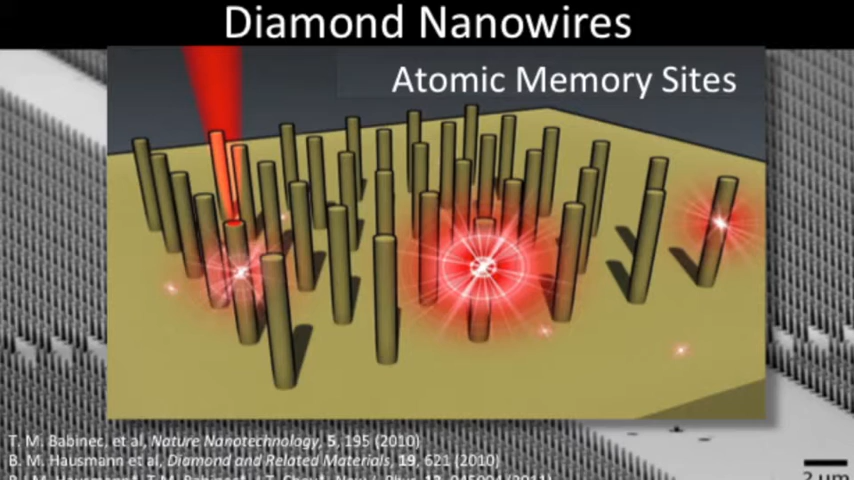 Diamond Nanowires
Atomic Memory Sites
T. M. Babinec, et al, Nature Nanotechnology, 5, 195 (2010)
B. M. Hausmann et al, Diamond and Related Materials, 19, 621 (2010)
2 μm